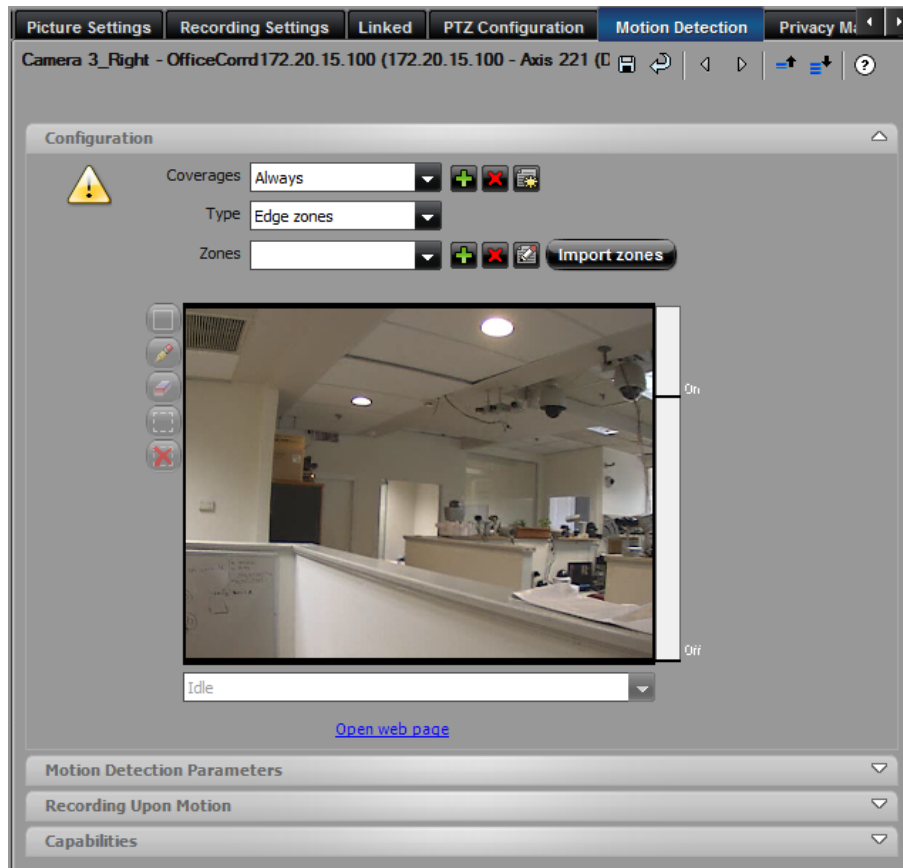 Picture Settings Recording Settings Linked PTZ Configuration Motion Detection Privacy Ma
Camera 3_Right - OfficeCorrd172.20.15.100 (172.20.15.100 - Axis 221 (D
Configuration
Coverages Always
Type Edge zones
Zones Import zones
On
Off
Idle
Open web page
Motion Detection Parameters
Recording Upon Motion
Capabilities